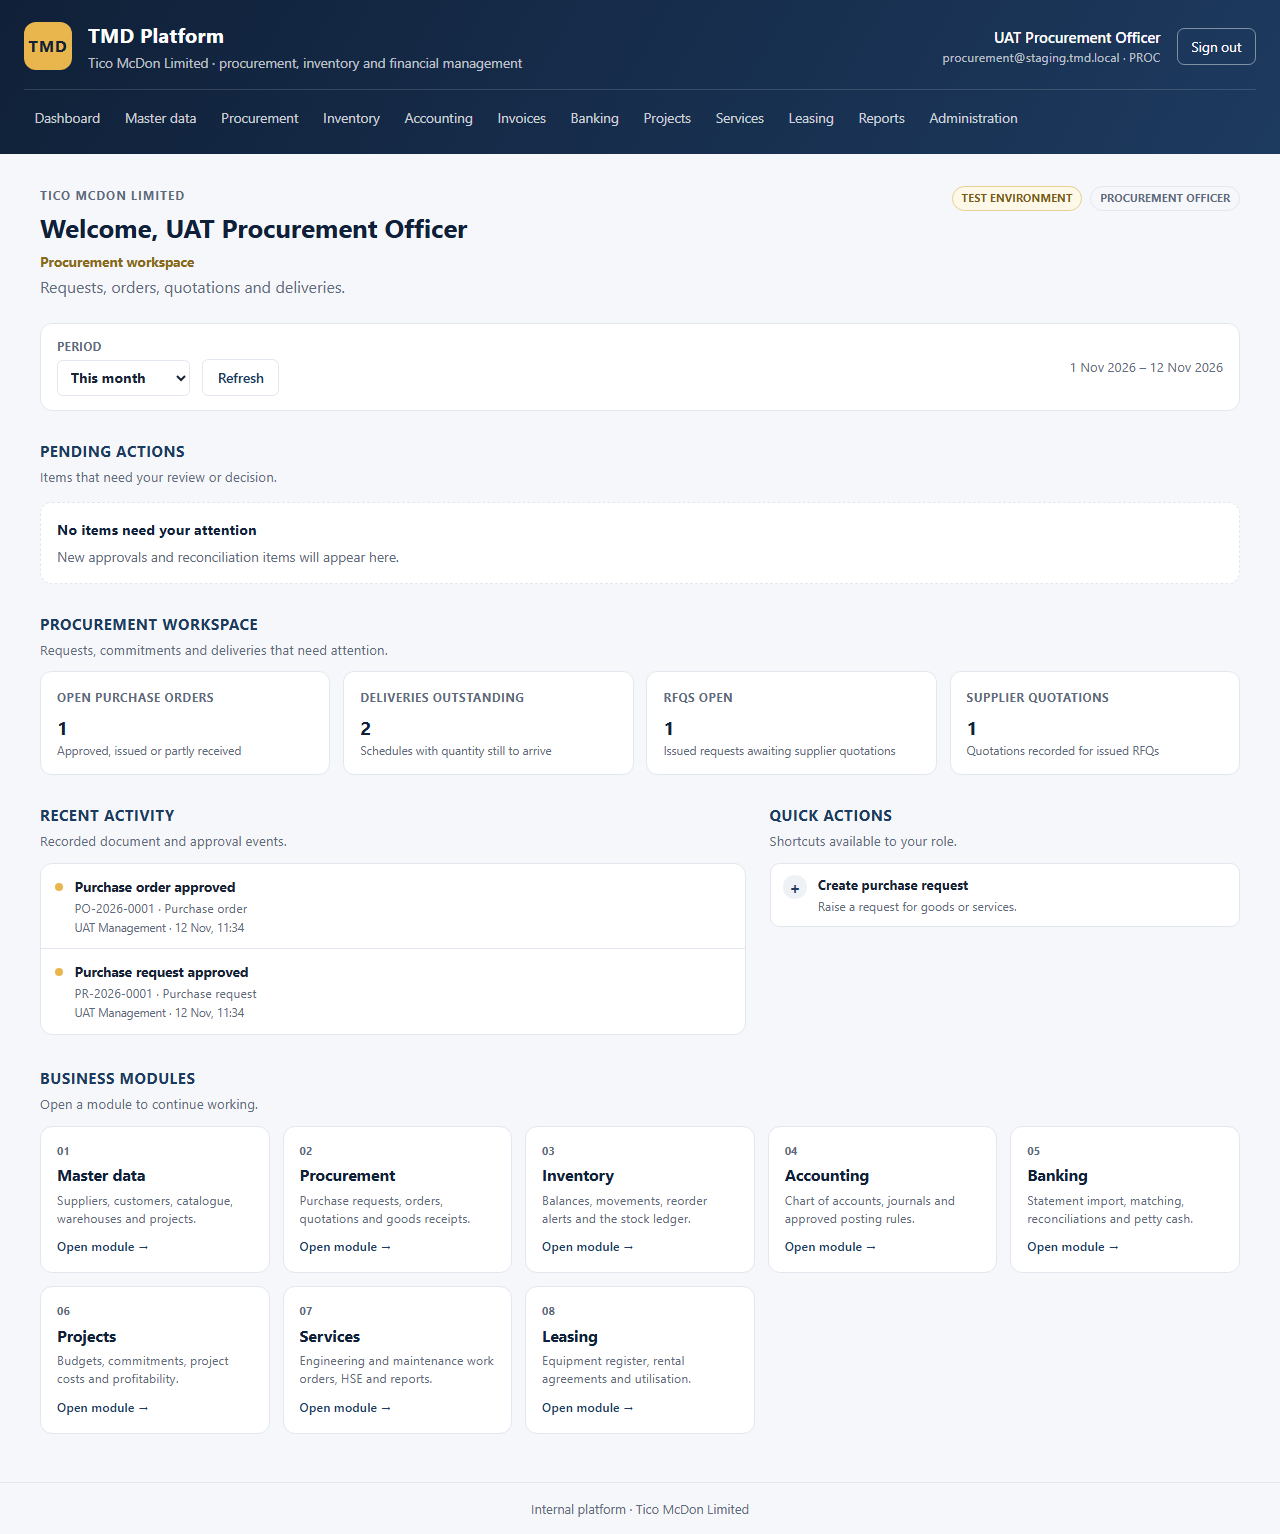 TMD
TMD Platform
Tico McDon Limited · procurement, inventory and financial management
UAT Procurement Officer
procurement@staging.tmd.local · PROC
Sign out
Dashboard Master data Procurement Inventory Accounting Invoices Banking Projects Services Leasing Reports Administration
TICO MCDON LIMITED
TEST ENVIRONMENT
PROCUREMENT OFFICER
Welcome, UAT Procurement Officer
Procurement workspace
Requests, orders, quotations and deliveries.
PERIOD
This month
Refresh
1 Nov 2026 – 12 Nov 2026
PENDING ACTIONS
Items that need your review or decision.
No items need your attention
New approvals and reconciliation items will appear here.
PROCUREMENT WORKSPACE
Requests, commitments and deliveries that need attention.
OPEN PURCHASE ORDERS
1
Approved, issued or partly received
DELIVERIES OUTSTANDING
2
Schedules with quantity still to arrive
RFQS OPEN
1
Issued requests awaiting supplier quotations
SUPPLIER QUOTATIONS
1
Quotations recorded for issued RFQs
RECENT ACTIVITY
Recorded document and approval events.
Purchase order approved
PO-2026-0001 · Purchase order
UAT Management · 12 Nov, 11:34
Purchase request approved
PR-2026-0001 · Purchase request
UAT Management · 12 Nov, 11:34
QUICK ACTIONS
Shortcuts available to your role.
+
Create purchase request
Raise a request for goods or services.
BUSINESS MODULES
Open a module to continue working.
01
Master data
Suppliers, customers, catalogue,
warehouses and projects.
Open module →
02
Procurement
Purchase requests, orders,
quotations and goods receipts.
Open module →
03
Inventory
Balances, movements, reorder
alerts and the stock ledger.
Open module →
04
Accounting
Chart of accounts, journals and
approved posting rules.
Open module →
05
Banking
Statement import, matching,
reconciliations and petty cash.
Open module →
06
Projects
Budgets, commitments, project
costs and profitability.
Open module →
07
Services
Engineering and maintenance work
orders, HSE and reports.
Open module →
08
Leasing
Equipment register, rental
agreements and utilisation.
Open module →
Internal platform · Tico McDon Limited